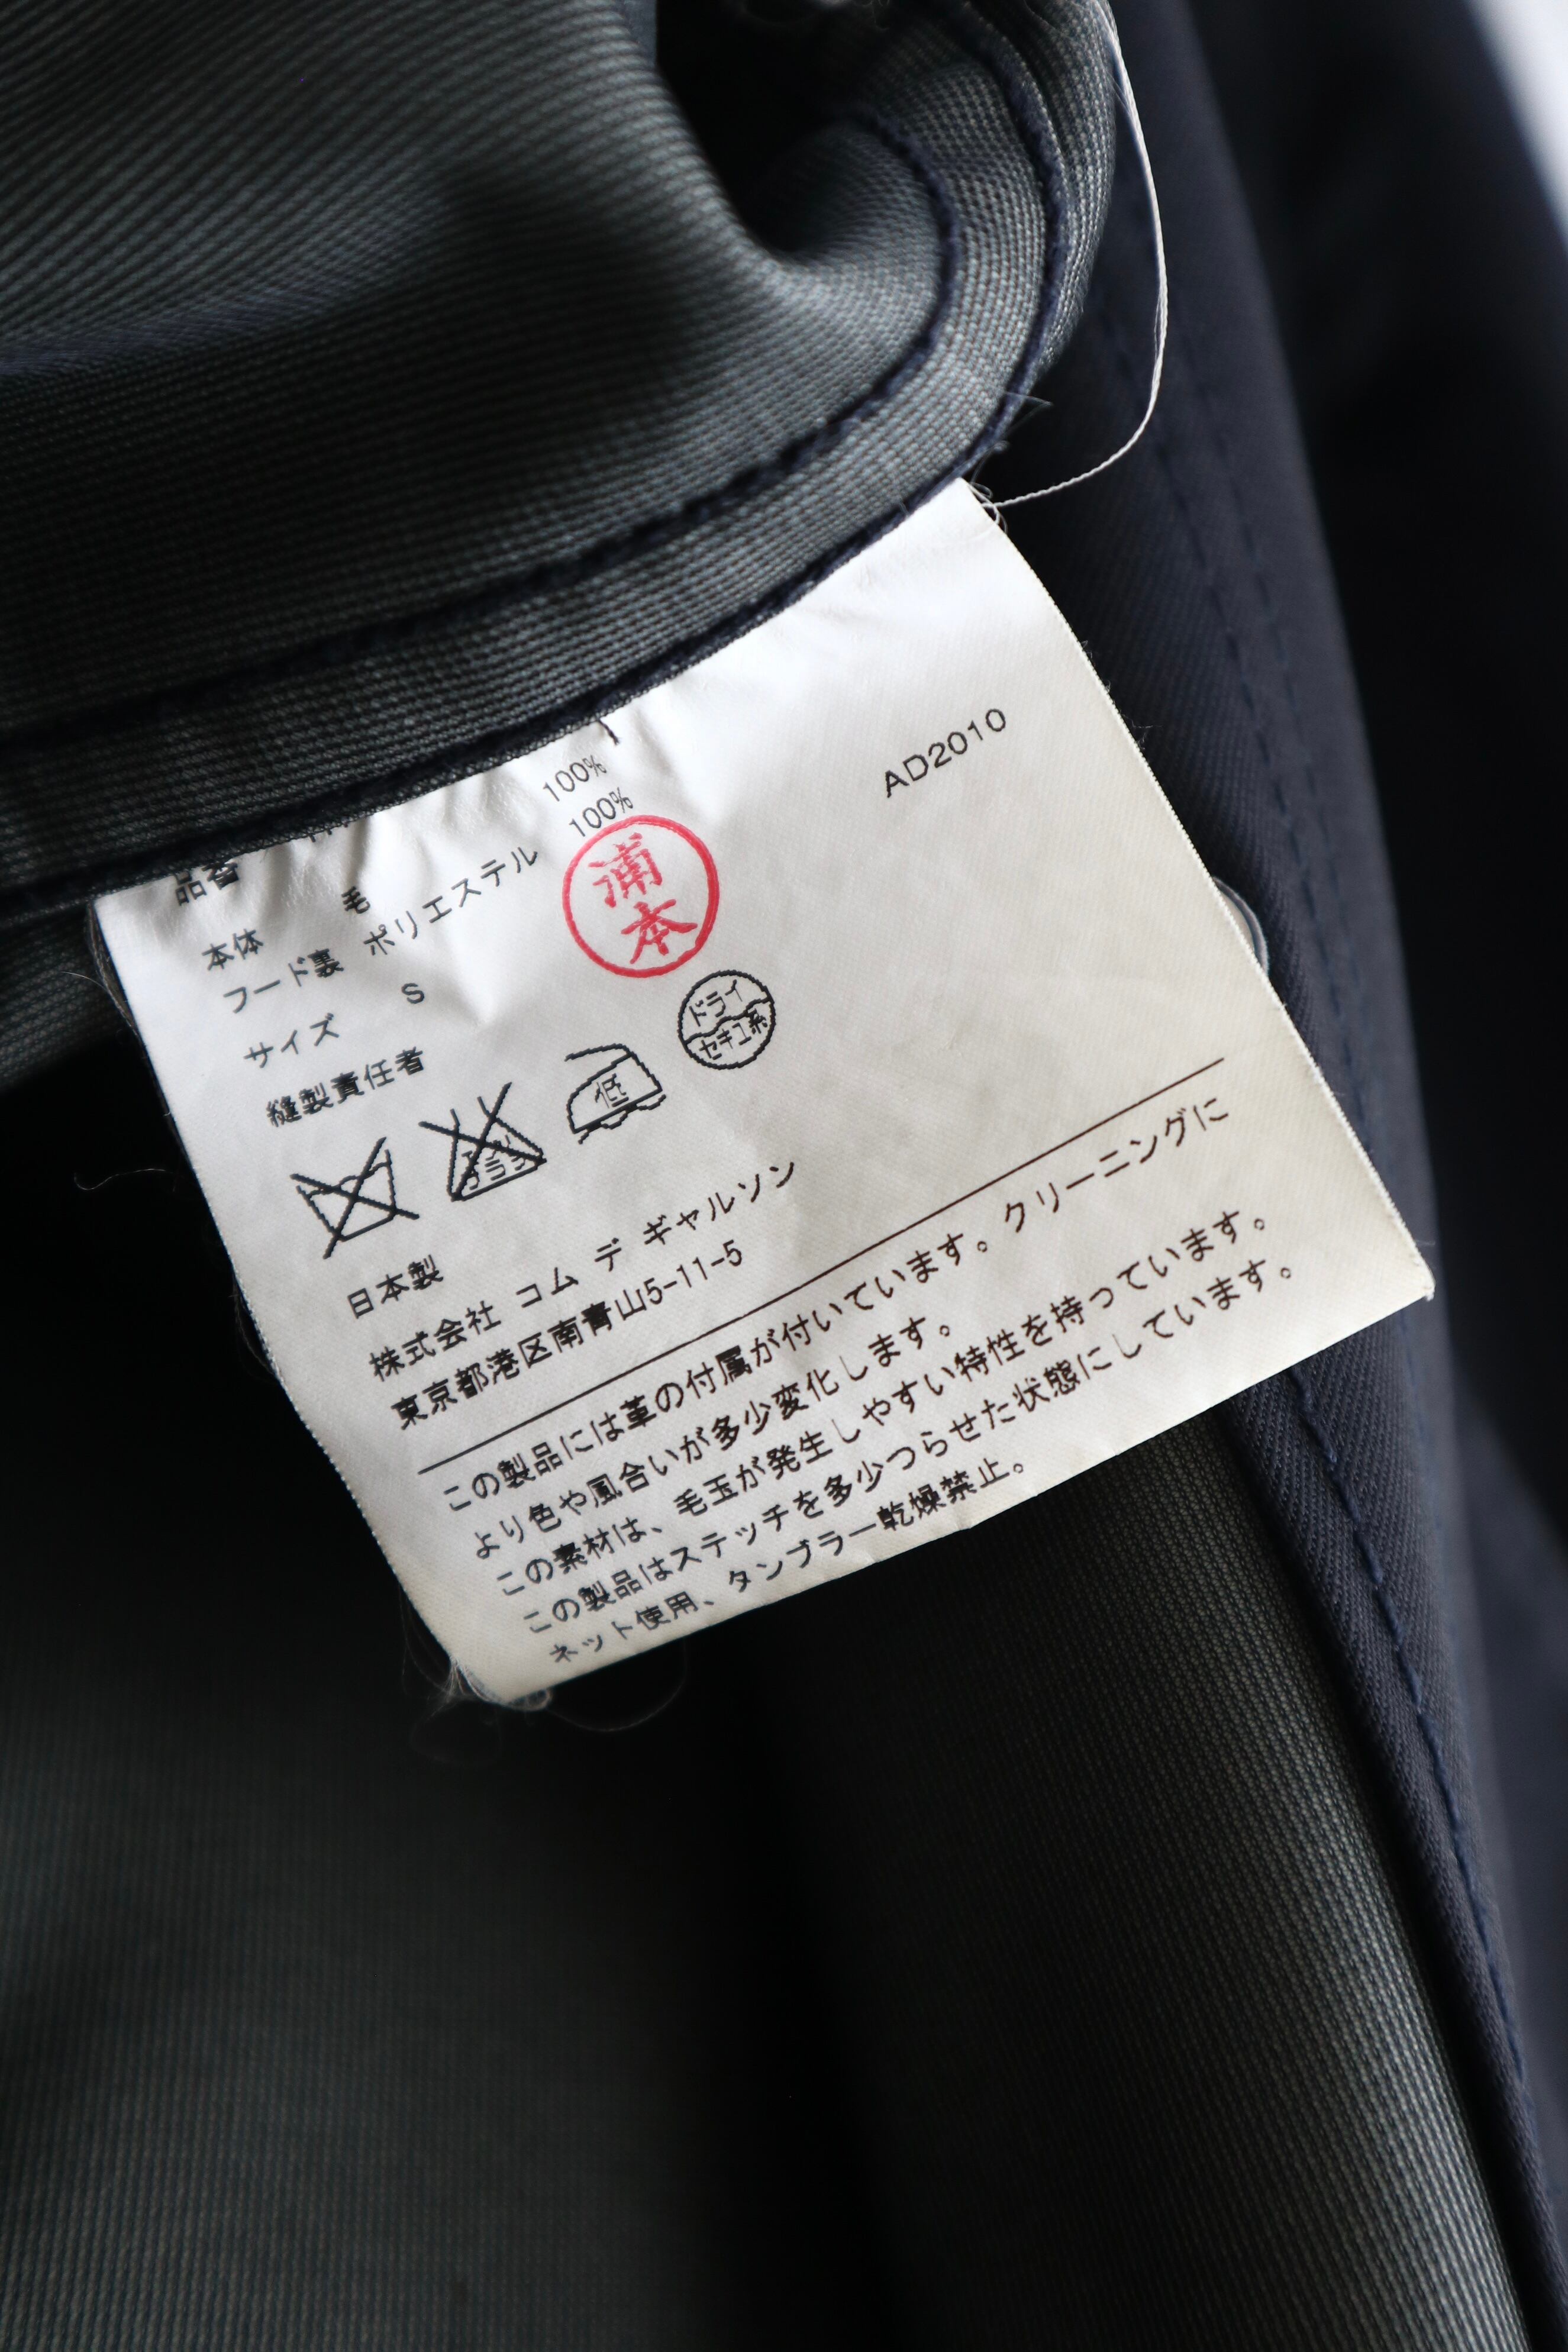 AD2010
品番
本体 毛 100%
フード裏 ポリエステル 100%
サイズ S
縫製責任者
浦本
低
ドライ
セキユ系
日本製
株式会社 コム デ ギャルソン
東京都港区南青山5-11-5
この製品には革の付属が付いています。クリーニングに
より色や風合いが多少変化します。
この素材は、毛玉が発生しやすい特性を持っています。
この製品はステッチを多少つらせた状態にしています。
ネット使用、タンブラー乾燥禁止。